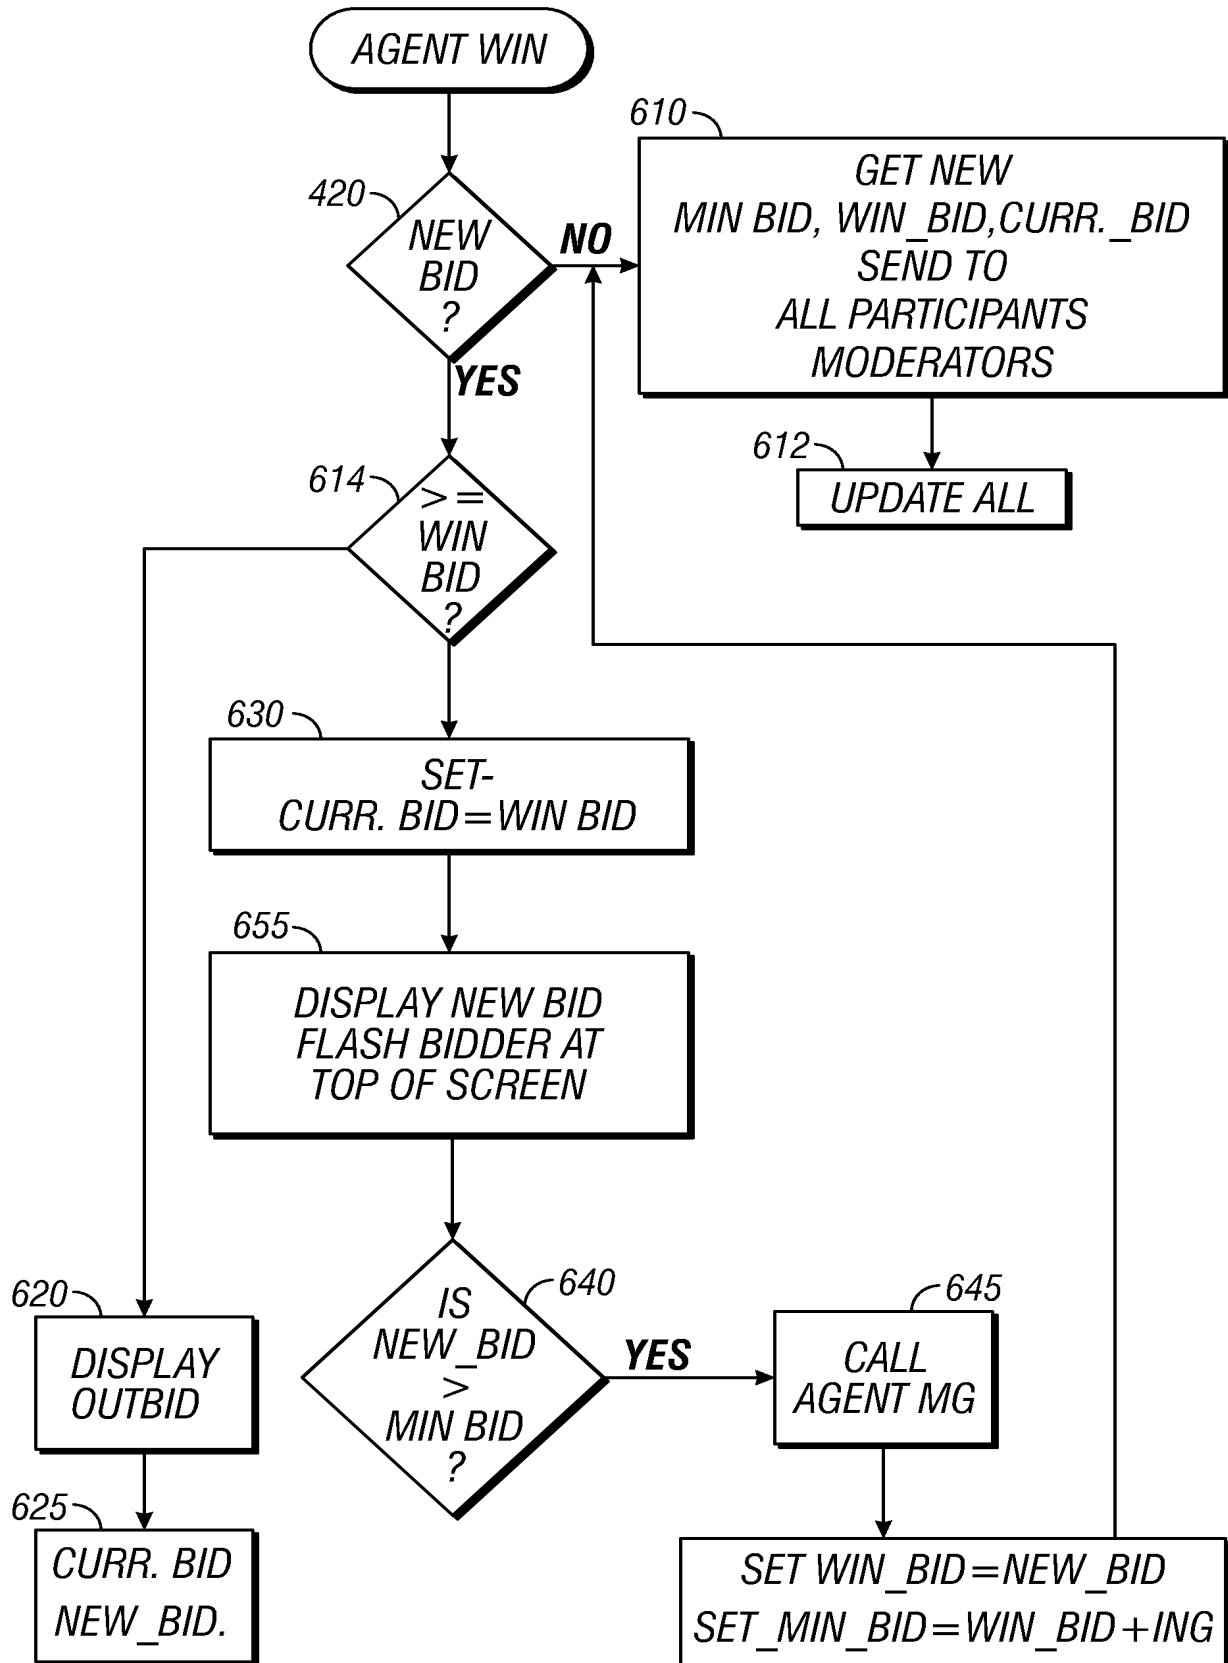 AGENT WIN
610
GET NEW
MIN BID, WIN_BID,CURR._BID
SEND TO
ALL PARTICIPANTS
MODERATORS
420
NEW
BID
?
NO
YES
612
UPDATE ALL
614
>=
WIN
BID
?
630
SET-
CURR. BID=WIN BID
655
DISPLAY NEW BID
FLASH BIDDER AT
TOP OF SCREEN
640
IS
NEW_BID
>
MIN BID
?
YES
645
CALL
AGENT MG
620
DISPLAY
OUTBID
625
CURR. BID
NEW_BID.
SET WIN_BID=NEW_BID
SET_MIN_BID=WIN_BID+ING